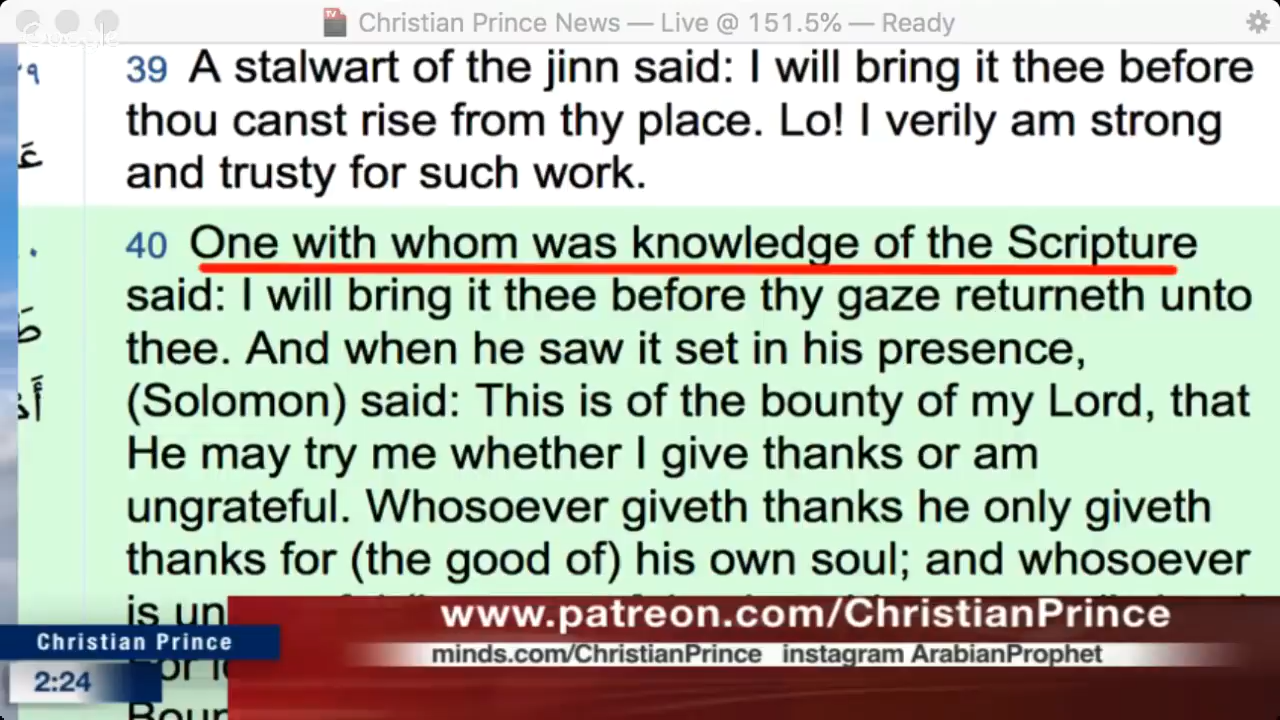 Christian Prince News — Live @ 151.5% — Ready
Google
39 A stalwart of the jinn said: I will bring it thee before
thou canst rise from thy place. Lo! I verily am strong
and trusty for such work.
40 One with whom was knowledge of the Scripture
said: I will bring it thee before thy gaze returneth unto
thee. And when he saw it set in his presence,
(Solomon) said: This is of the bounty of my Lord, that
He may try me whether I give thanks or am
ungrateful. Whosoever giveth thanks he only giveth
thanks for (the good of) his own soul; and whosoever
is un
www.patreon.com/ChristianPrince
Christian Prince
minds.com/ChristianPrince instagram ArabianProphet
2:24